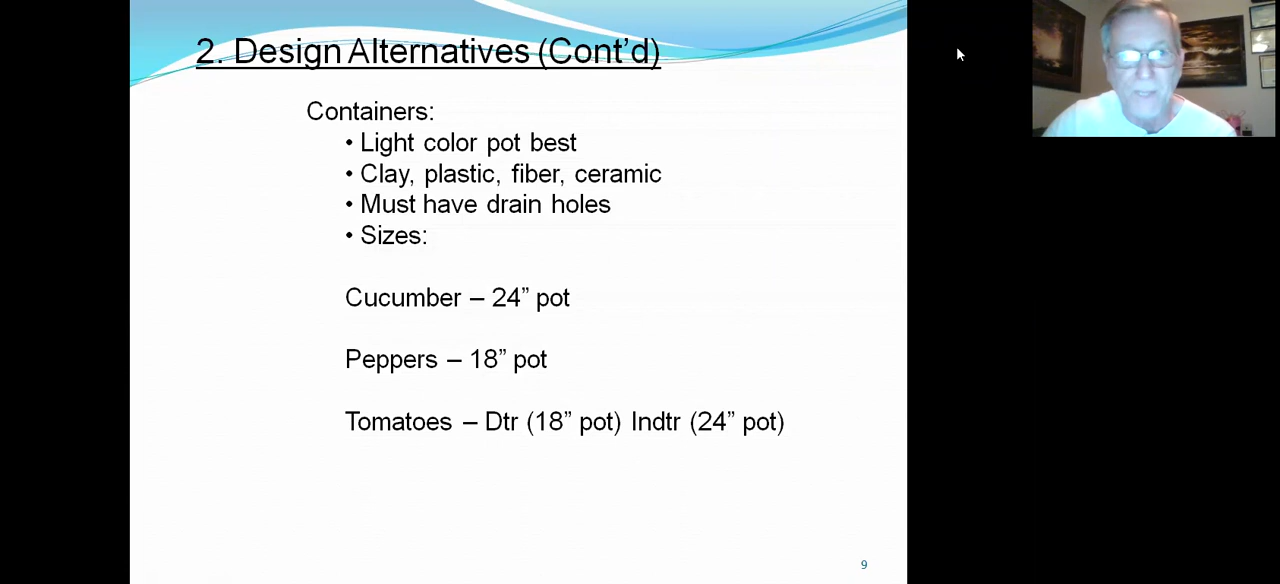 2. Design Alternatives (Cont’d)
Containers:
• Light color pot best
• Clay, plastic, fiber, ceramic
• Must have drain holes
• Sizes:
Cucumber – 24” pot
Peppers – 18” pot
Tomatoes – Dtr (18” pot) Indtr (24” pot)
9